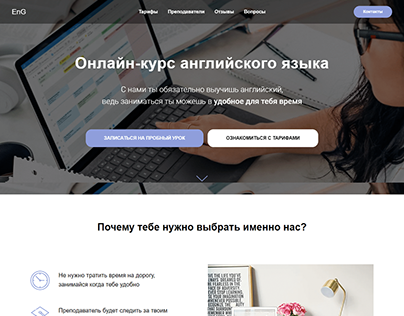 EnG
Тарифы Преподаватели Отзывы Вопросы
Контакты
Онлайн-курс английского языка
С нами ты обязательно выучишь английский,
ведь заниматься ты можешь в удобное для тебя время
ЗАПИСАТЬСЯ НА ПРОБНЫЙ УРОК
ОЗНАКОМИТЬСЯ С ТАРИФАМИ
Почему тебе нужно выбрать именно нас?
Не нужно тратить время на дорогу,
занимайся когда тебе удобно
Преподаватель будет следить за твоим